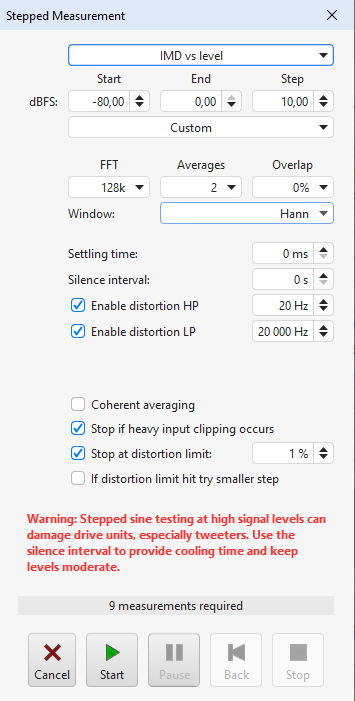 Stepped Measurement
IMD vs level
Start End Step
dBFS: -80,00 0,00 10,00
Custom
FFT Averages Overlap
128k 2 0%
Window: Hann
Settling time: 0 ms
Silence interval: 0 s
Enable distortion HP 20 Hz
Enable distortion LP 20 000 Hz
Coherent averaging
Stop if heavy input clipping occurs
Stop at distortion limit: 1 %
If distortion limit hit try smaller step
Warning: Stepped sine testing at high signal levels can
damage drive units, especially tweeters. Use the
silence interval to provide cooling time and keep
levels moderate.
9 measurements required
Cancel Start Pause Back Stop